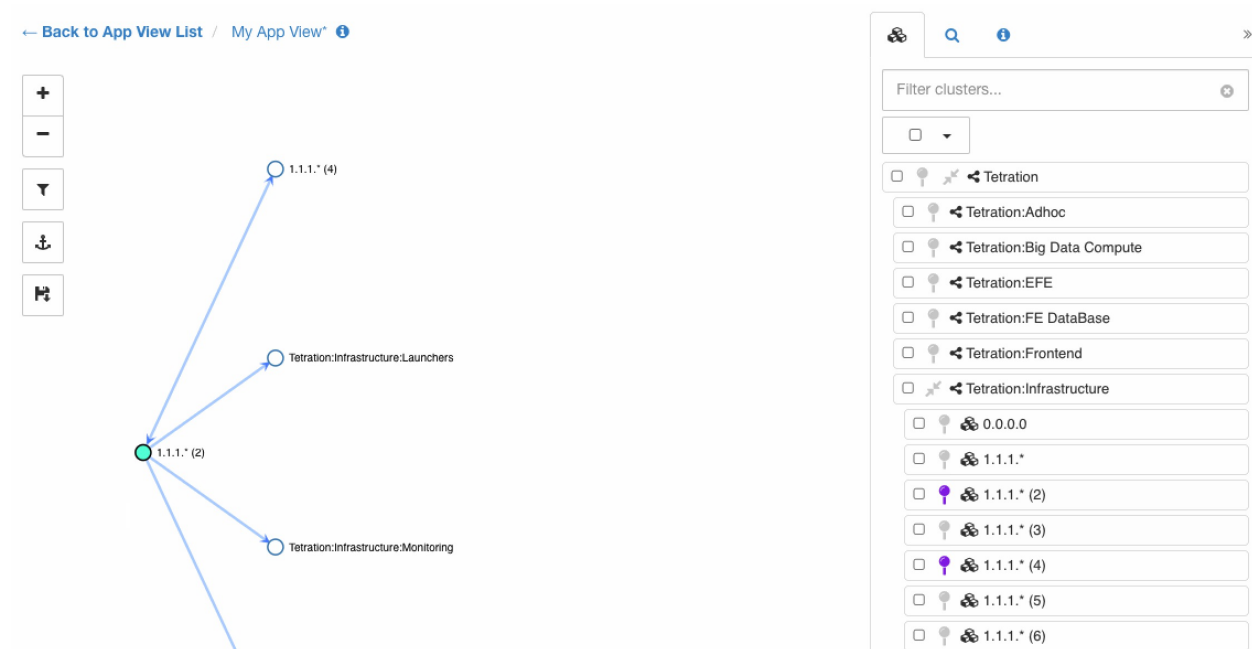 ← Back to App View List / My App View*
1.1.1.* (4)
Tetration:Infrastructure:Launchers
1.1.1.* (2)
Tetration:Infrastructure:Monitoring
Filter clusters...
Tetration
Tetration:Adhoc
Tetration:Big Data Compute
Tetration:EFE
Tetration:FE DataBase
Tetration:Frontend
Tetration:Infrastructure
0.0.0.0
1.1.1.*
1.1.1.* (2)
1.1.1.* (3)
1.1.1.* (4)
1.1.1.* (5)
1.1.1.* (6)